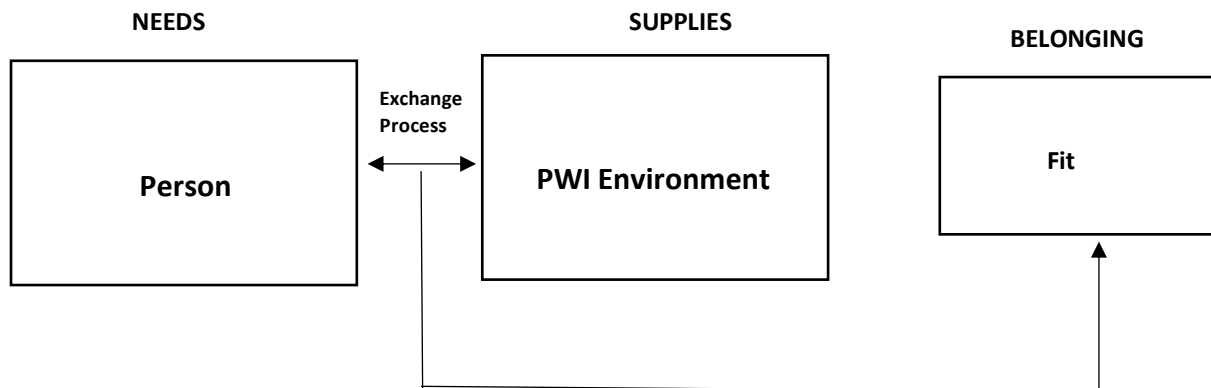 NEEDS
SUPPLIES
BELONGING
Exchange
Process
Person
PWI Environment
Fit